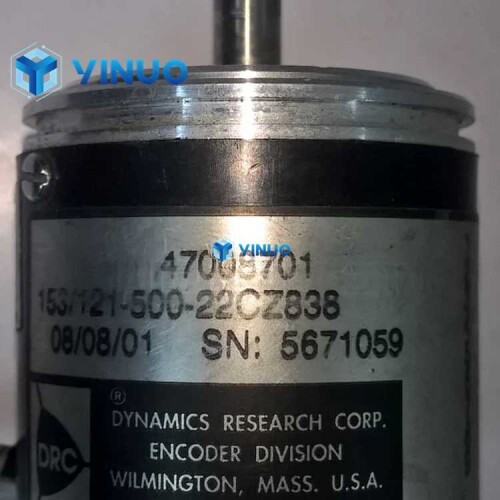 YINUO
YINUO
47008701
153/121-500-22CZ838
08/08/01 SN: 5671059
®
DYNAMICS RESEARCH CORP.
ENCODER DIVISION
WILMINGTON, MASS. U.S.A.
DRC